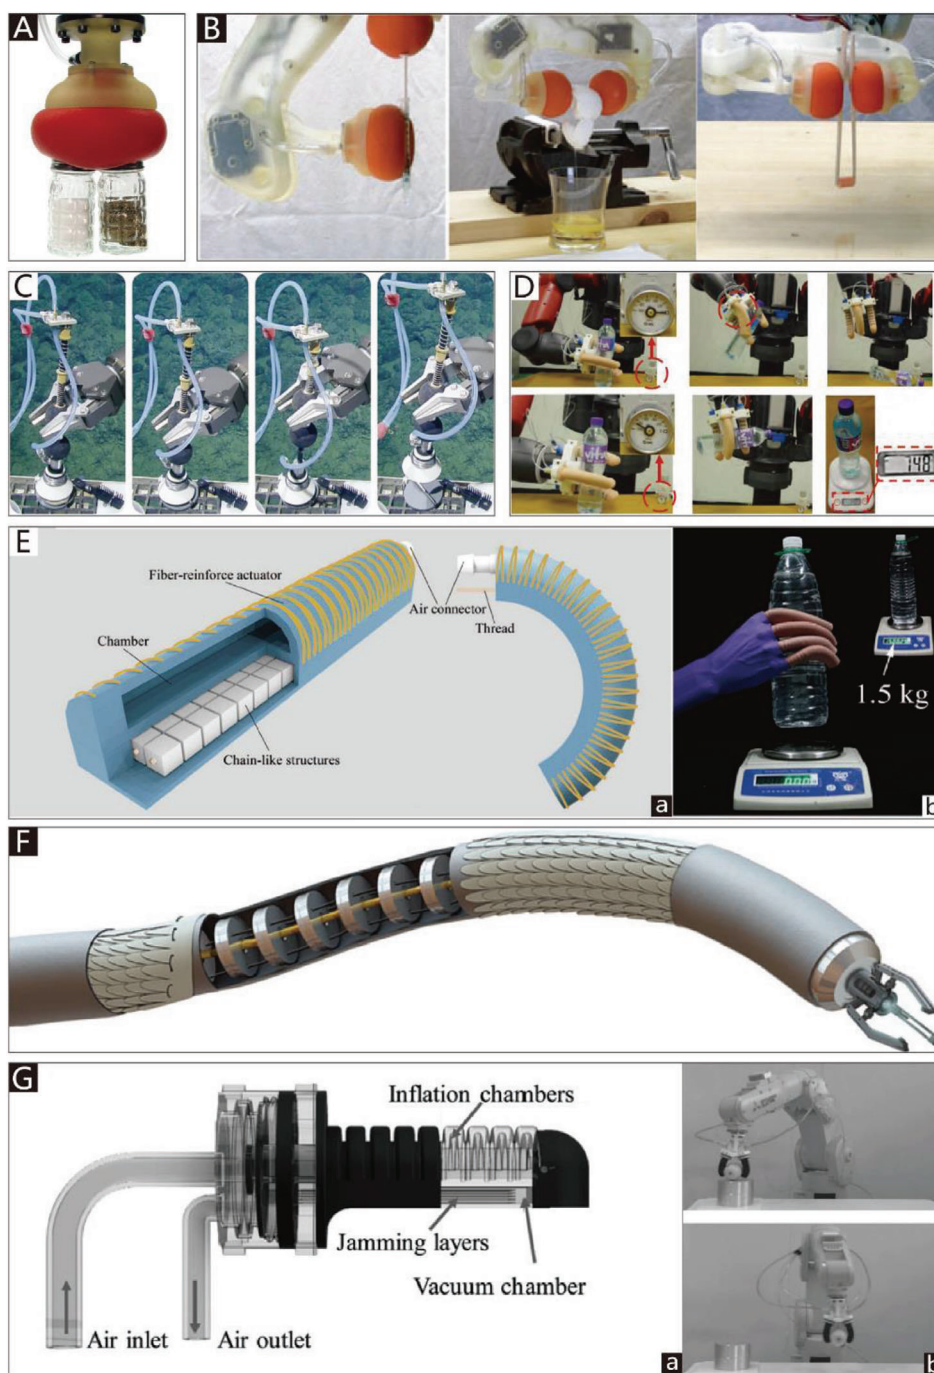 A
B
C
D
148
E
Fiber-reinforce actuator
Chamber
Air connector
Thread
Chain-like structures
a
1.5 kg
b
F
G
Inflation chambers
Jamming layers
Vacuum chamber
Air inlet
Air outlet
a
b